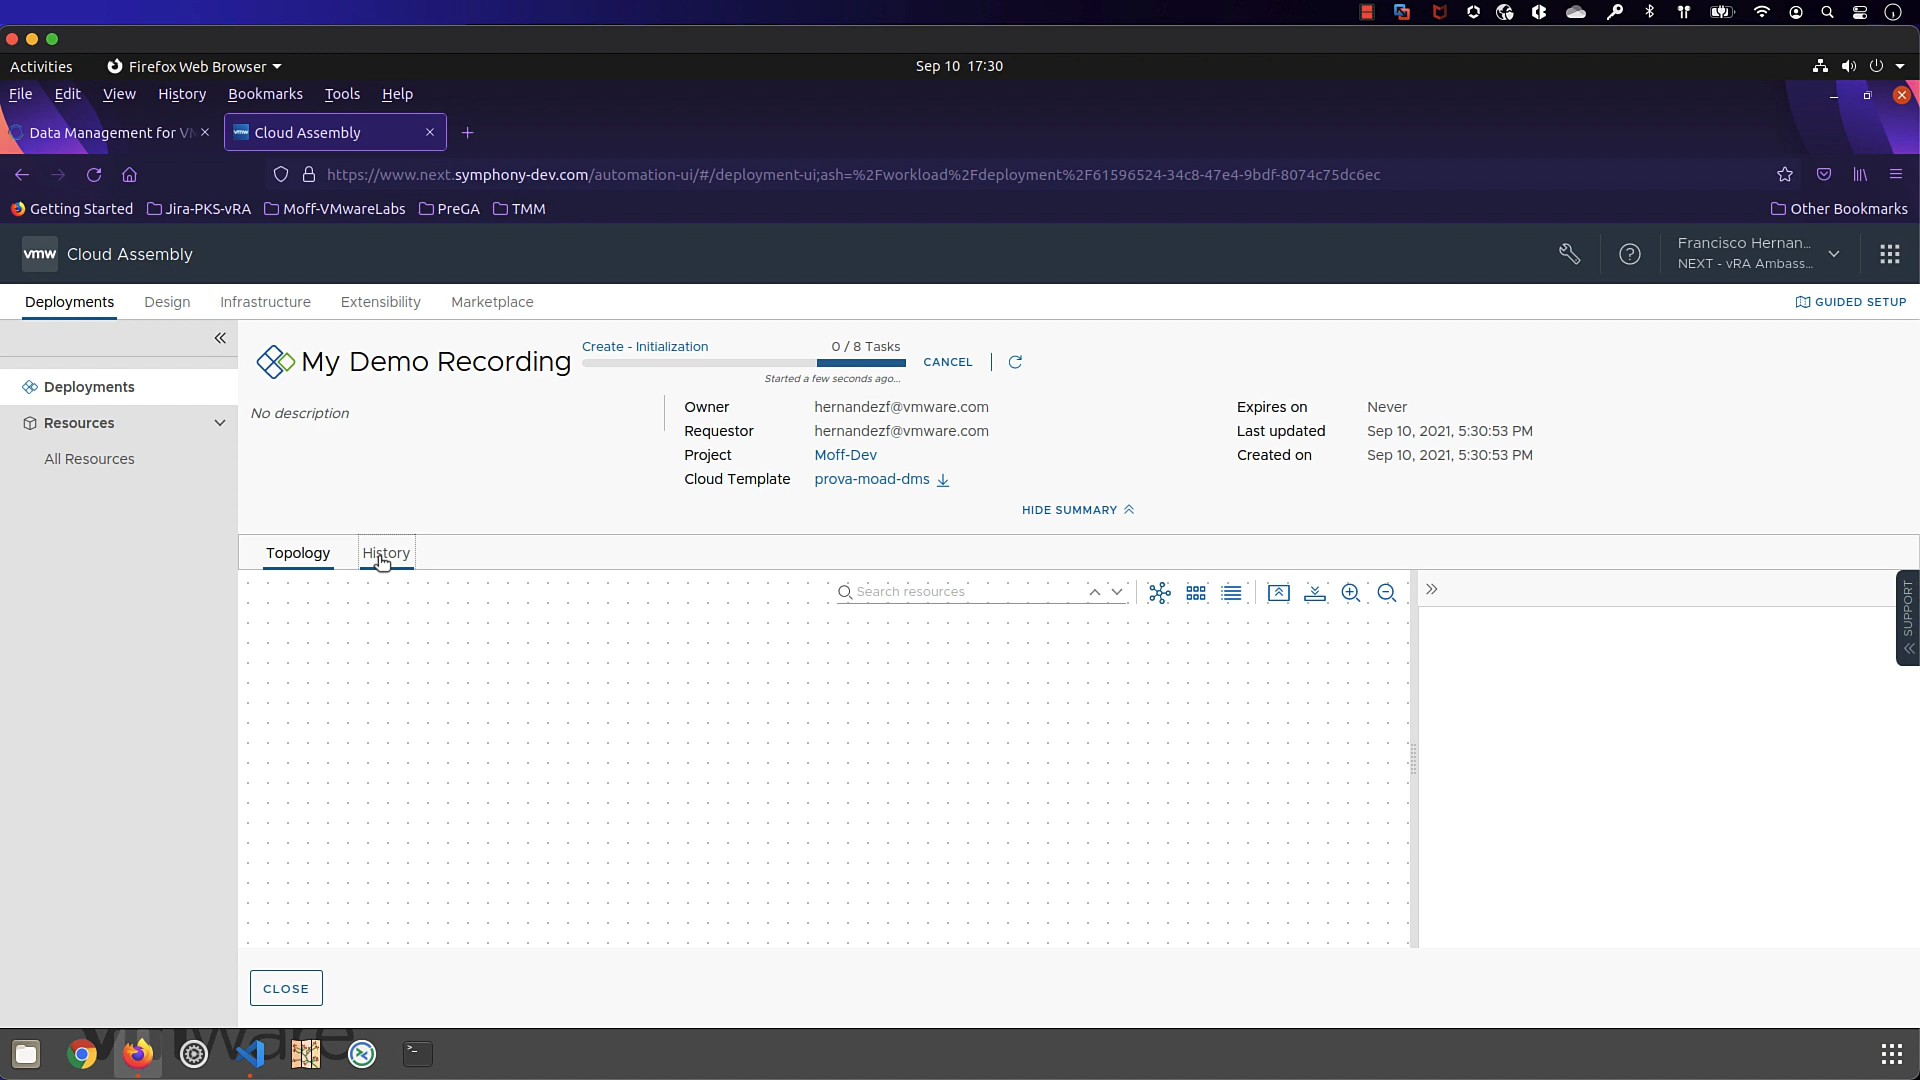 Activities
Firefox Web Browser
Sep 10 17:30
File Edit View History Bookmarks Tools Help
Data Management for VM
Cloud Assembly
https://www.next.symphony-dev.com/automation-ui/#/deployment-ui;ash=%2Fworkload%2Fdeployment%2F61596524-34c8-47e4-9bdf-8074c75dc6ec
Getting Started Jira-PKS-vRA Moff-VMwareLabs PreGA TMM Other Bookmarks
vmw Cloud Assembly
Francisco Hernan...
NEXT - vRA Ambass...
Deployments Design Infrastructure Extensibility Marketplace GUIDED SETUP
Deployments
Resources
All Resources
My Demo Recording
Create - Initialization 0 / 8 Tasks
CANCEL
Started a few seconds ago...
No description
Owner hernandezf@vmware.com
Requestor hernandezf@vmware.com
Project Moff-Dev
Cloud Template prova-moad-dms
Expires on Never
Last updated Sep 10, 2021, 5:30:53 PM
Created on Sep 10, 2021, 5:30:53 PM
HIDE SUMMARY
Topology History
Search resources
SUPPORT
CLOSE
vmware